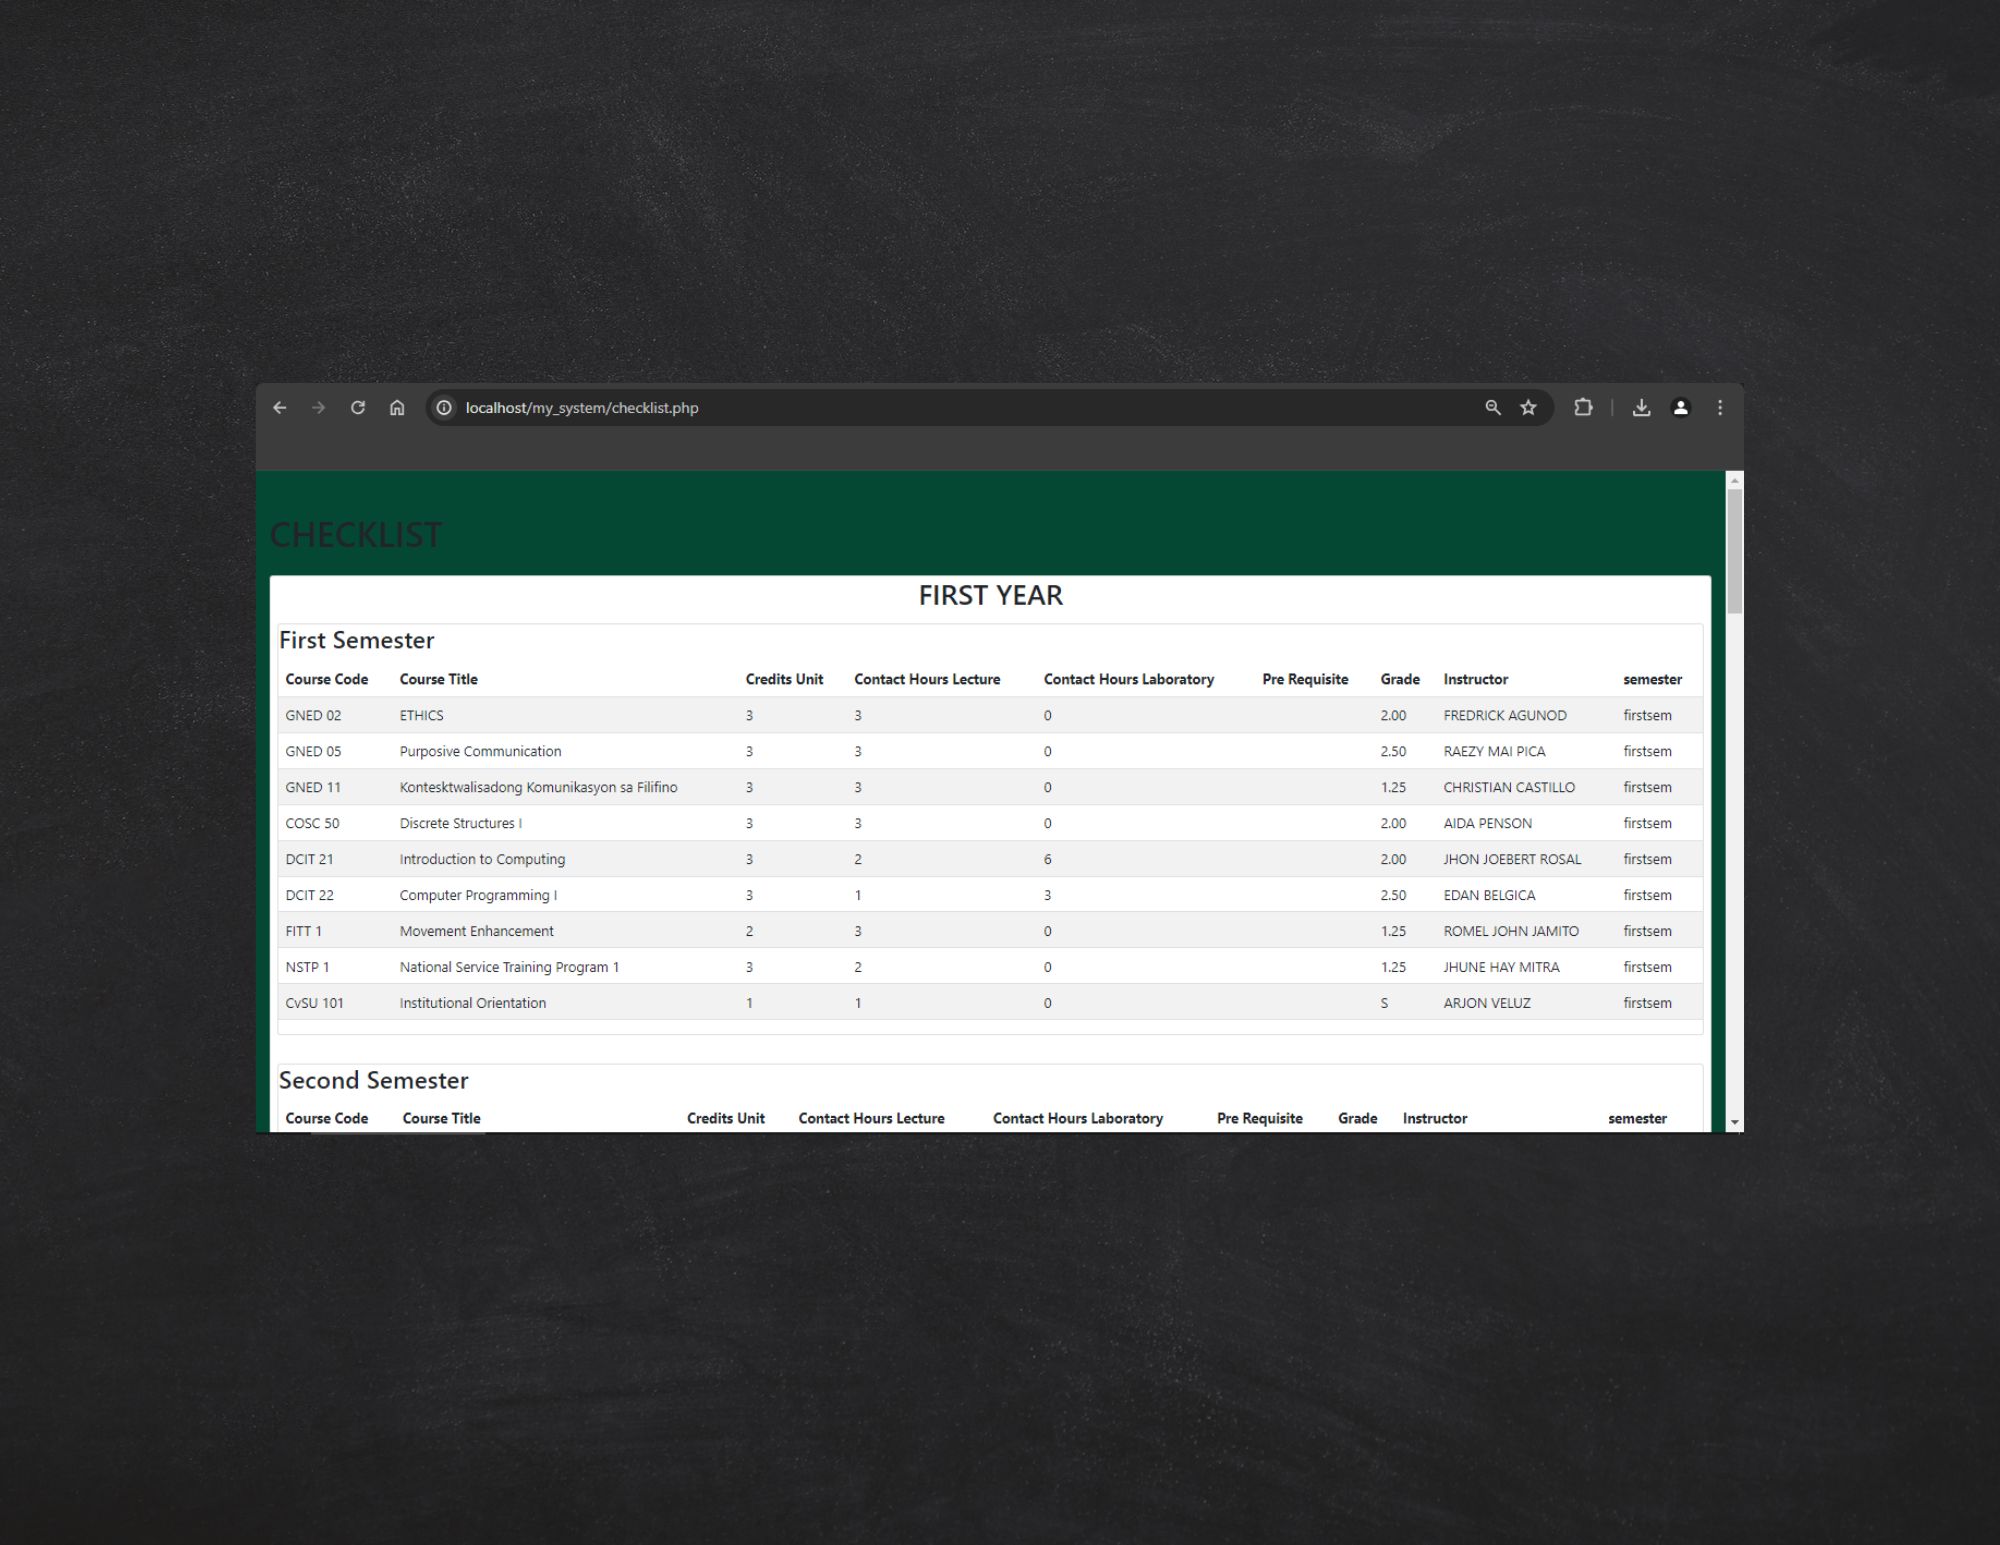 localhost/my_system/checklist.php
CHECKLIST
FIRST YEAR
First Semester
Course Code Course Title Credits Unit Contact Hours Lecture Contact Hours Laboratory Pre Requisite Grade Instructor semester
GNED 02 ETHICS 3 3 0 2.00 FREDRICK AGUNOD firstsem
GNED 05 Purposive Communication 3 3 0 2.50 RAEZY MAI PICA firstsem
GNED 11 Kontesktwalisadong Komunikasyon sa Filifino 3 3 0 1.25 CHRISTIAN CASTILLO firstsem
COSC 50 Discrete Structures I 3 3 0 2.00 AIDA PENSON firstsem
DCIT 21 Introduction to Computing 3 2 6 2.00 JHON JOEBERT ROSAL firstsem
DCIT 22 Computer Programming I 3 1 3 2.50 EDAN BELGICA firstsem
FITT 1 Movement Enhancement 2 3 0 1.25 ROMEL JOHN JAMITO firstsem
NSTP 1 National Service Training Program 1 3 2 0 1.25 JHUNE HAY MITRA firstsem
CvSU 101 Institutional Orientation 1 1 0 S ARJON VELUZ firstsem
Second Semester
Course Code Course Title Credits Unit Contact Hours Lecture Contact Hours Laboratory Pre Requisite Grade Instructor semester